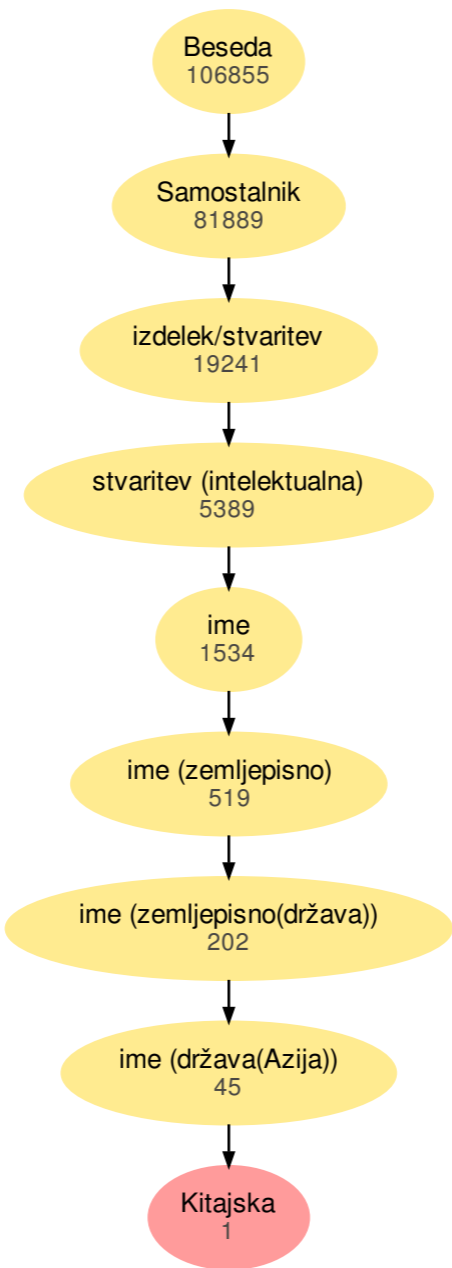 Beseda
106855
Samostalnik
81889
izdelek/stvaritev
19241
stvaritev (intelektualna)
5389
ime
1534
ime (zemljepisno)
519
ime (zemljepisno(država))
202
ime (država(Azija))
45
Kitajska
1